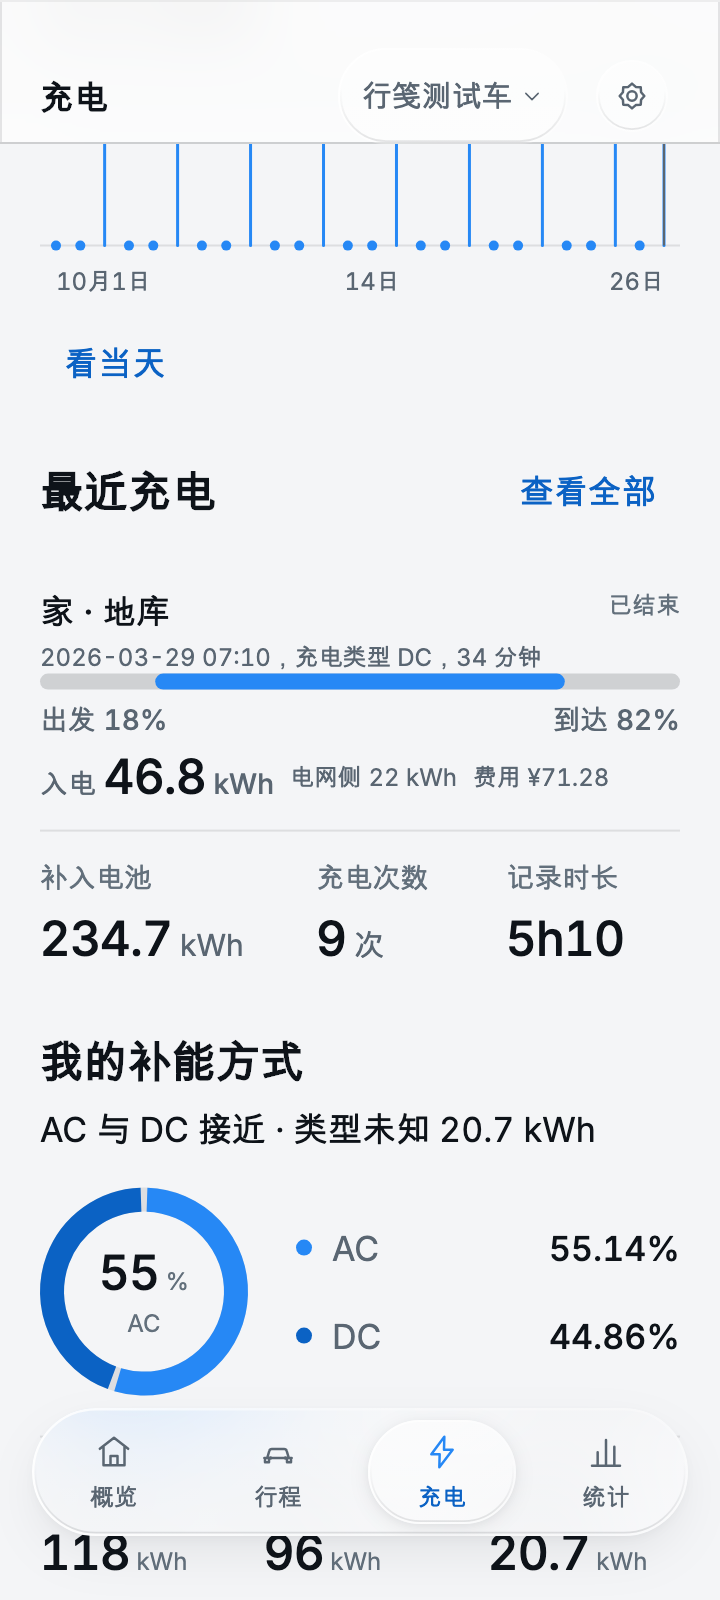 充电
行笺测试车
10月1日 14日 26日
看当天
最近充电 查看全部
家 · 地库 已结束
2026-03-29 07:10，充电类型 DC，34 分钟
出发 18% 到达 82%
入电 46.8 kWh 电网侧 22 kWh 费用 ¥71.28
补入电池 充电次数 记录时长
234.7 kWh 9 次 5h10
我的补能方式
AC 与 DC 接近 · 类型未知 20.7 kWh
55 %
AC
AC 55.14%
DC 44.86%
概览 行程 充电 统计
118 kWh 96 kWh 20.7 kWh